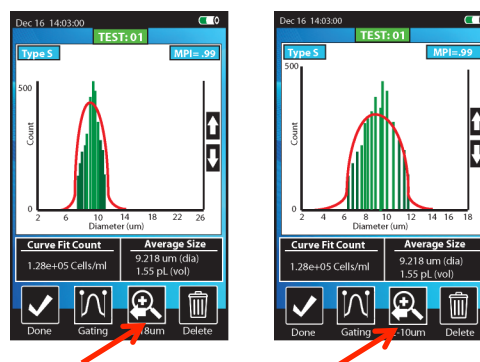 Dec 16 14:03:00
TEST: 01
Type S
MPI=.99
500
Count
0
2 6 10 14 18 22 26
Diameter (um)
Curve Fit Count
1.28e+05 Cells/ml
Average Size
9.218 um (dia)
1.55 pL (vol)
Done Gating 18um Delete
Dec 16 14:03:00
TEST: 01
Type S
MPI=.99
500
Count
0
2 4 6 8 10 12 14 16 18
Diameter (um)
Curve Fit Count
1.28e+05 Cells/ml
Average Size
9.218 um (dia)
1.55 pL (vol)
Done Gating -10um Delete